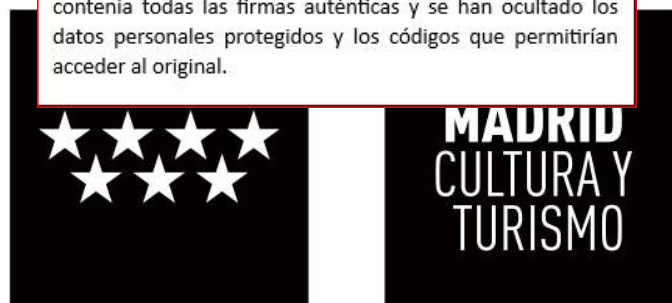 contenía todas las firmas auténticas y se han ocultado los
datos personales protegidos y los códigos que permitirían
acceder al original.
MADRID
CULTURA Y
TURISMO